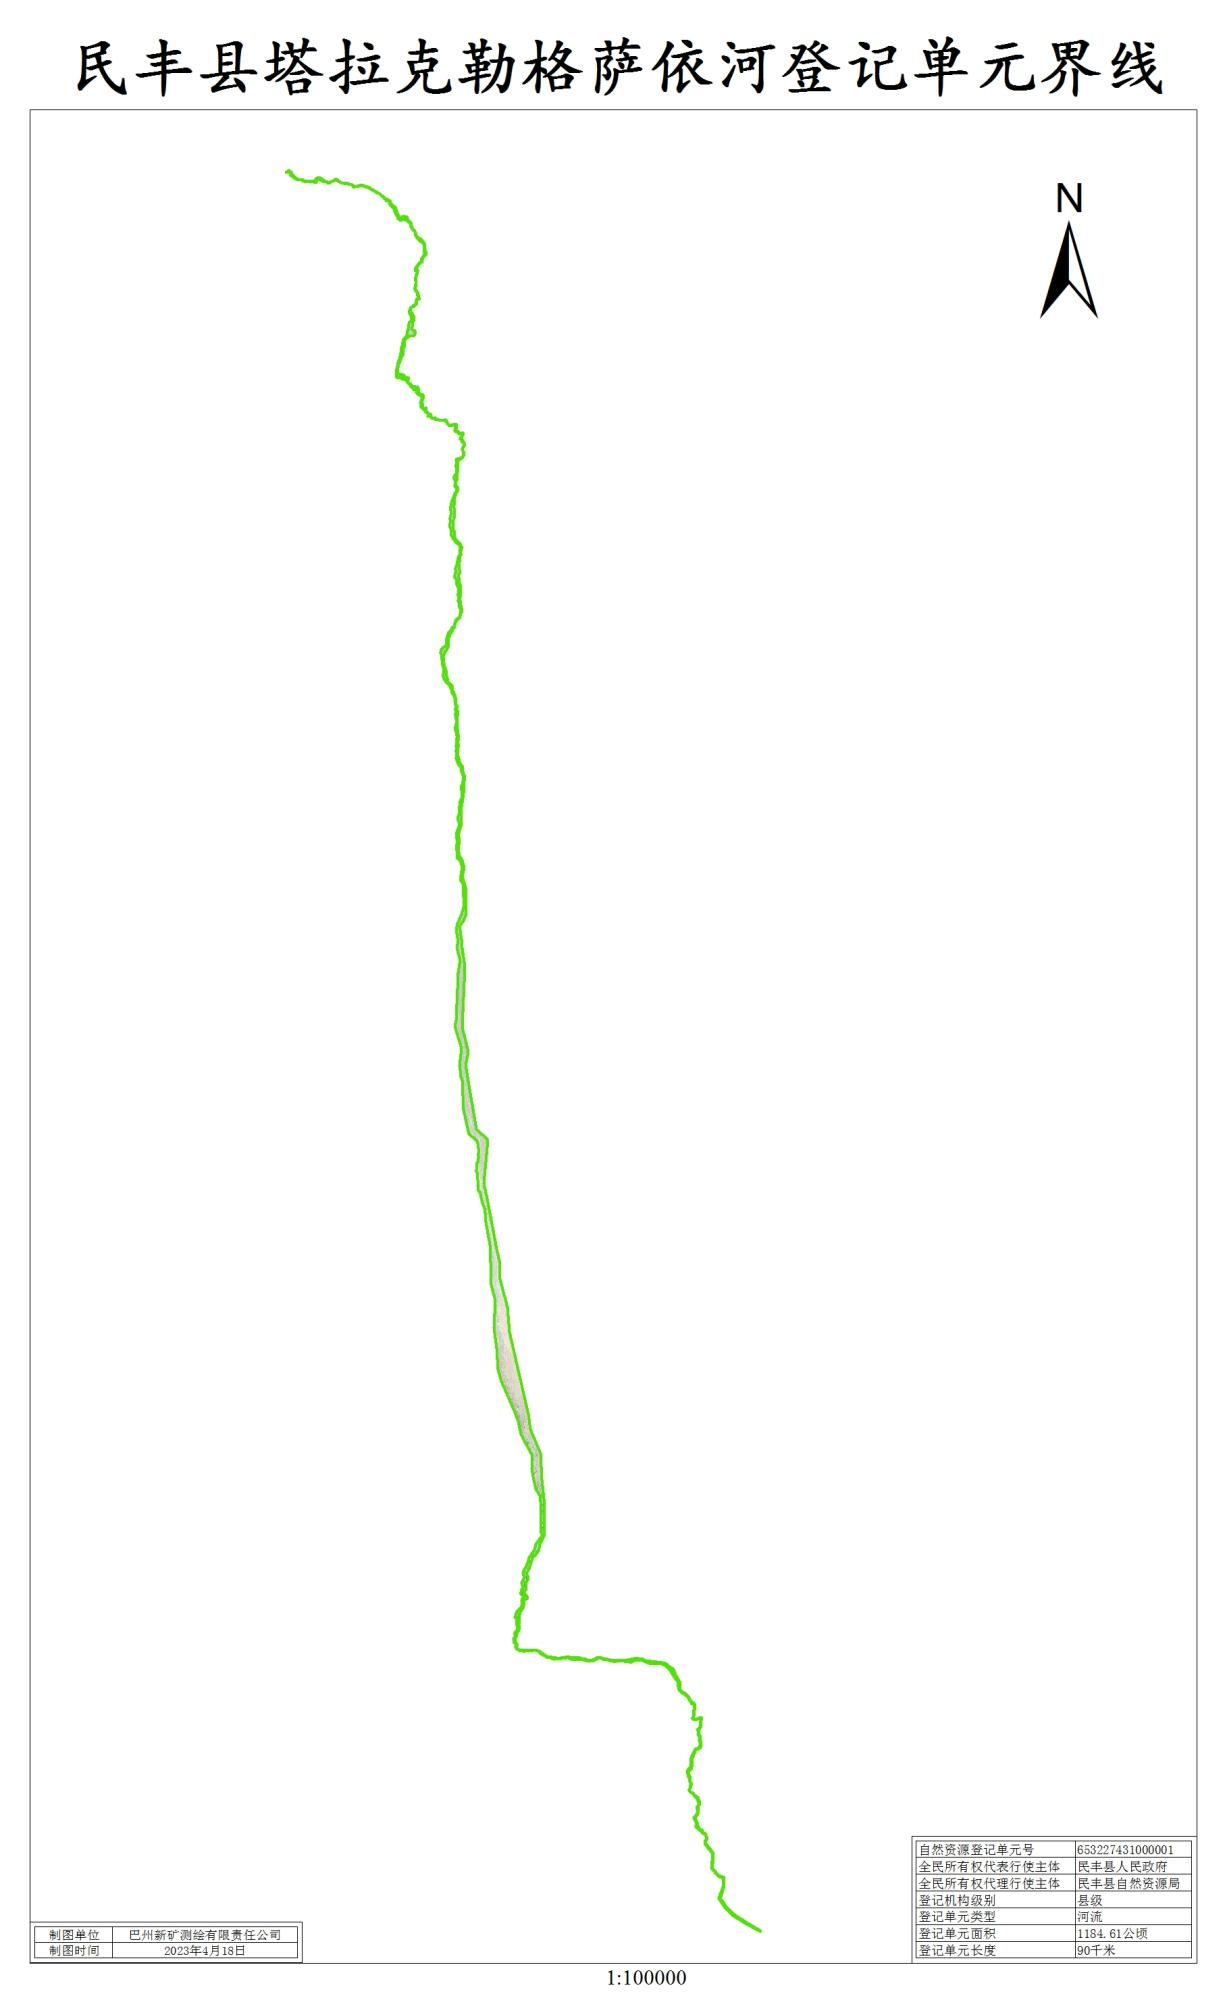 民丰县塔拉克勒格萨依河登记单元界线
N
自然资源登记单元号 653227431000001
全民所有权代表行使主体 民丰县人民政府
全民所有权代理行使主体 民丰县自然资源局
登记机构级别 县级
登记单元类型 河流
登记单元面积 1184.61公顷
登记单元长度 90千米
制图单位 巴州新矿测绘有限责任公司
制图时间 2023年4月18日
1:100000